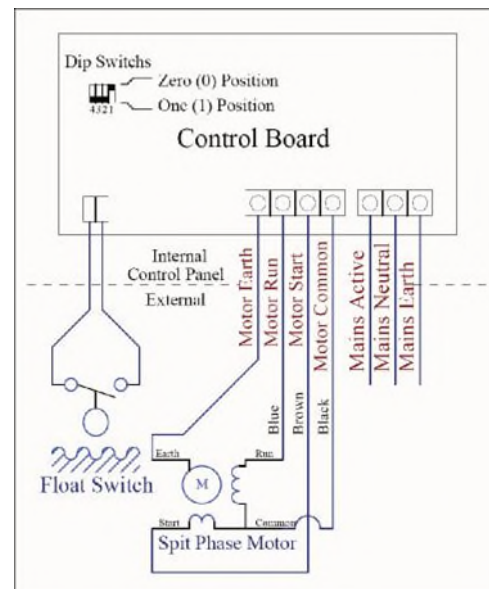 Dip Switchs
Zero (0) Position
One (1) Position
4321
Control Board
Internal
Control Panel
External
Motor Earth
Motor Run
Motor Start
Motor Common
Mains Active
Mains Neutral
Mains Earth
Blue
Brown
Black
Float Switch
Earth
Run
M
Start
Common
Spit Phase Motor